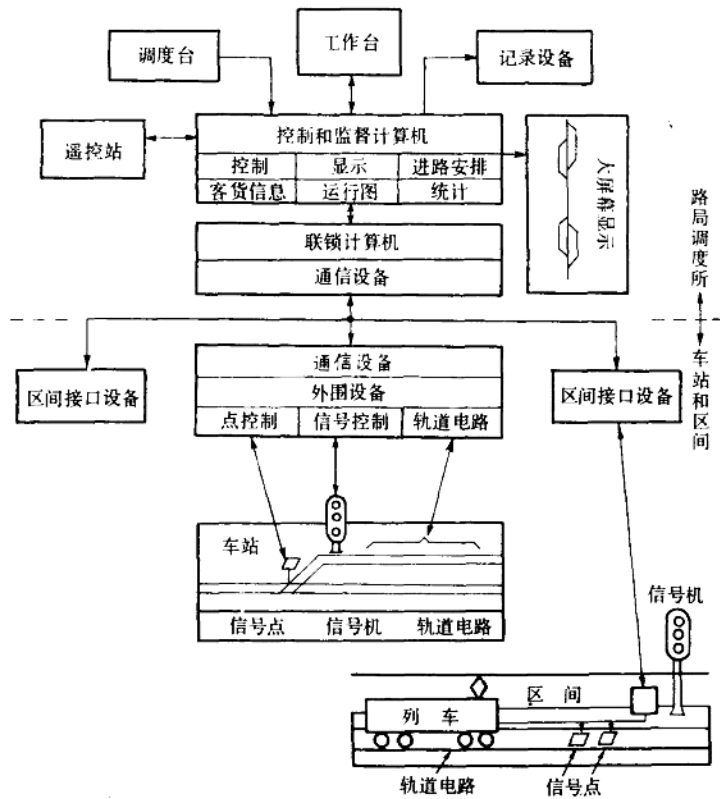 调度台
工作台
记录设备
遥控站
控制和监督计算机
控制 显示 进路安排
客货信息 运行图 统计
大屏幕显示
联锁计算机
通信设备
路局调度所
车站和区间
通信设备
外围设备
点控制 信号控制 轨道电路
区间接口设备
区间接口设备
车站
信号点 信号机 轨道电路
信号机
区间
列车
轨道电路 信号点